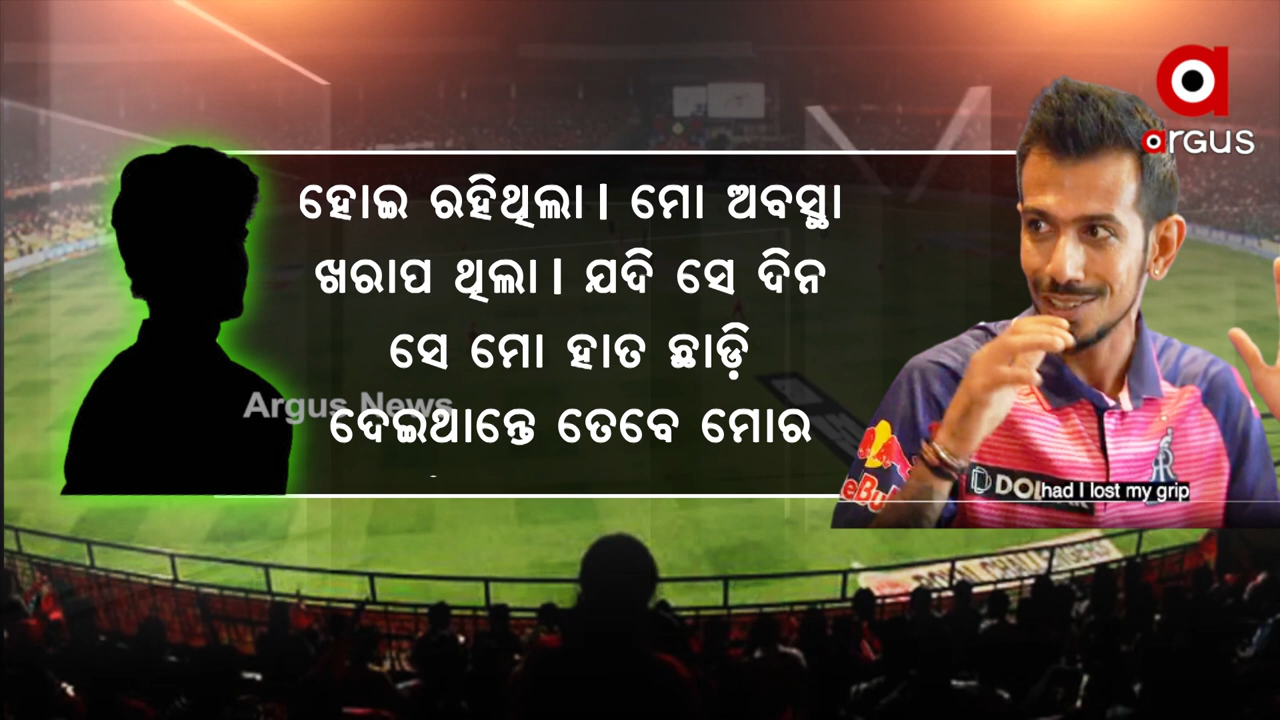 argus
ହୋଇ ରହିଥିଲା। ମୋ ଅବସ୍ଥା
ଖରାପ ଥିଲା। ଯଦି ସେ ଦିନ
ସେ ମୋ ହାତ ଛାଡ଼ି
Argus News
ଦେଇଥାନ୍ତେ ତେବେ ମୋର
had I lost my grip